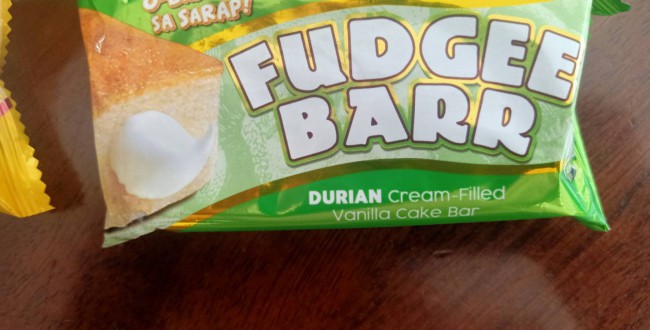 SA SARAP!
FUDGEE
BARR
DURIAN Cream-Filled
Vanilla Cake Bar